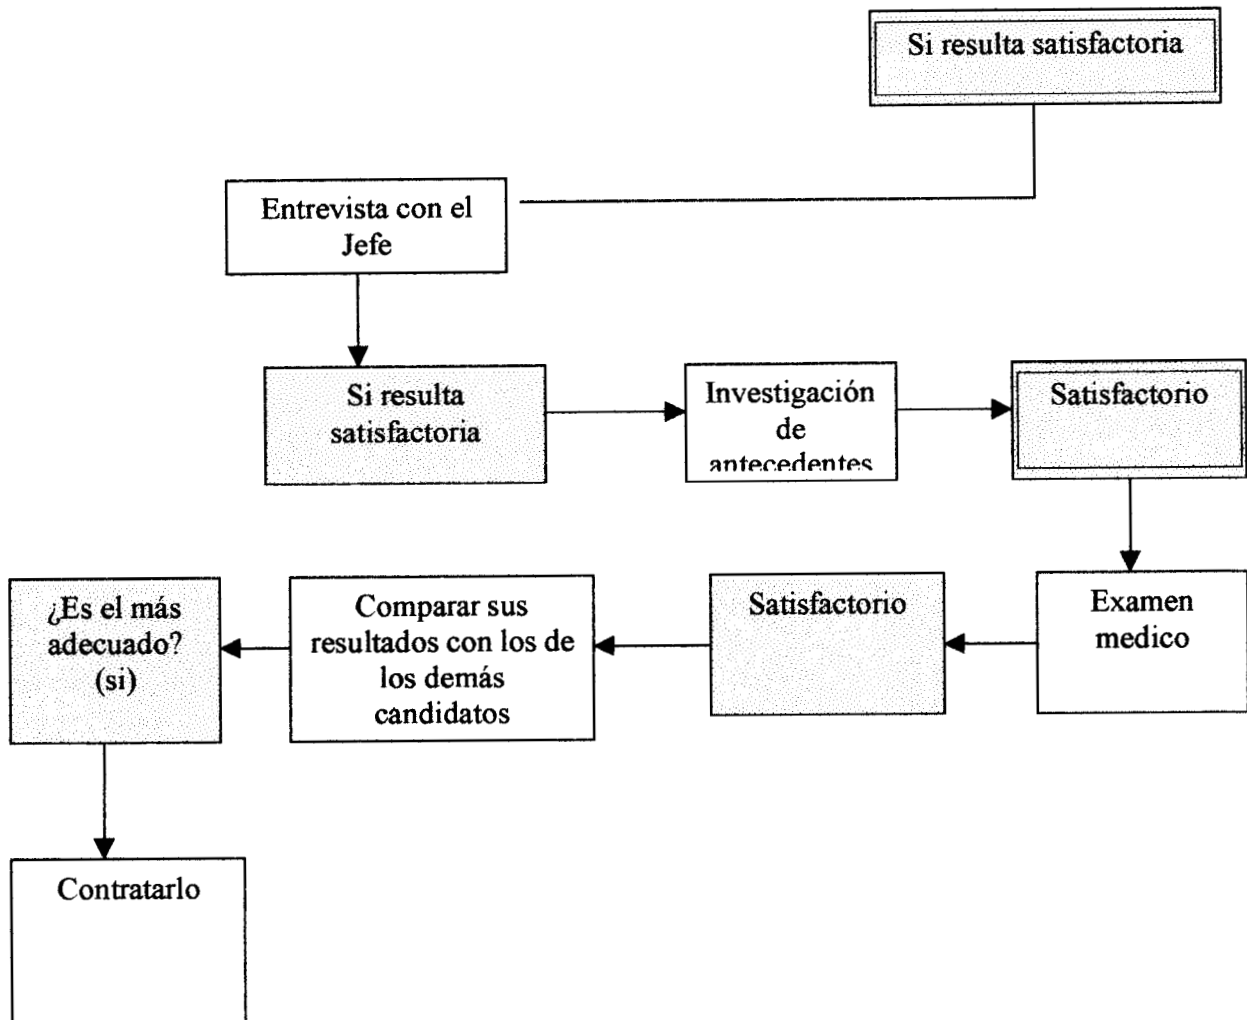 Si resulta satisfactoria
Entrevista con el
Jefe
Si resulta
satisfactoria
Investigación
de
antecedentes
Satisfactorio
Examen
medico
Satisfactorio
Comparar sus
resultados con los de
los demás
candidatos
¿Es el más
adecuado?
(si)
Contratarlo